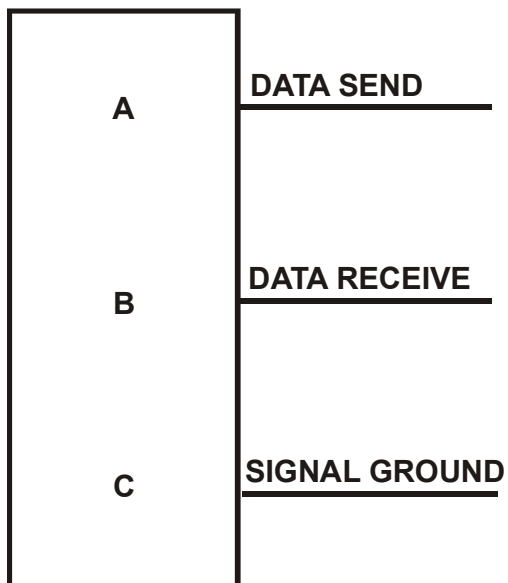 DATA SEND
A
DATA RECEIVE
B
SIGNAL GROUND
C